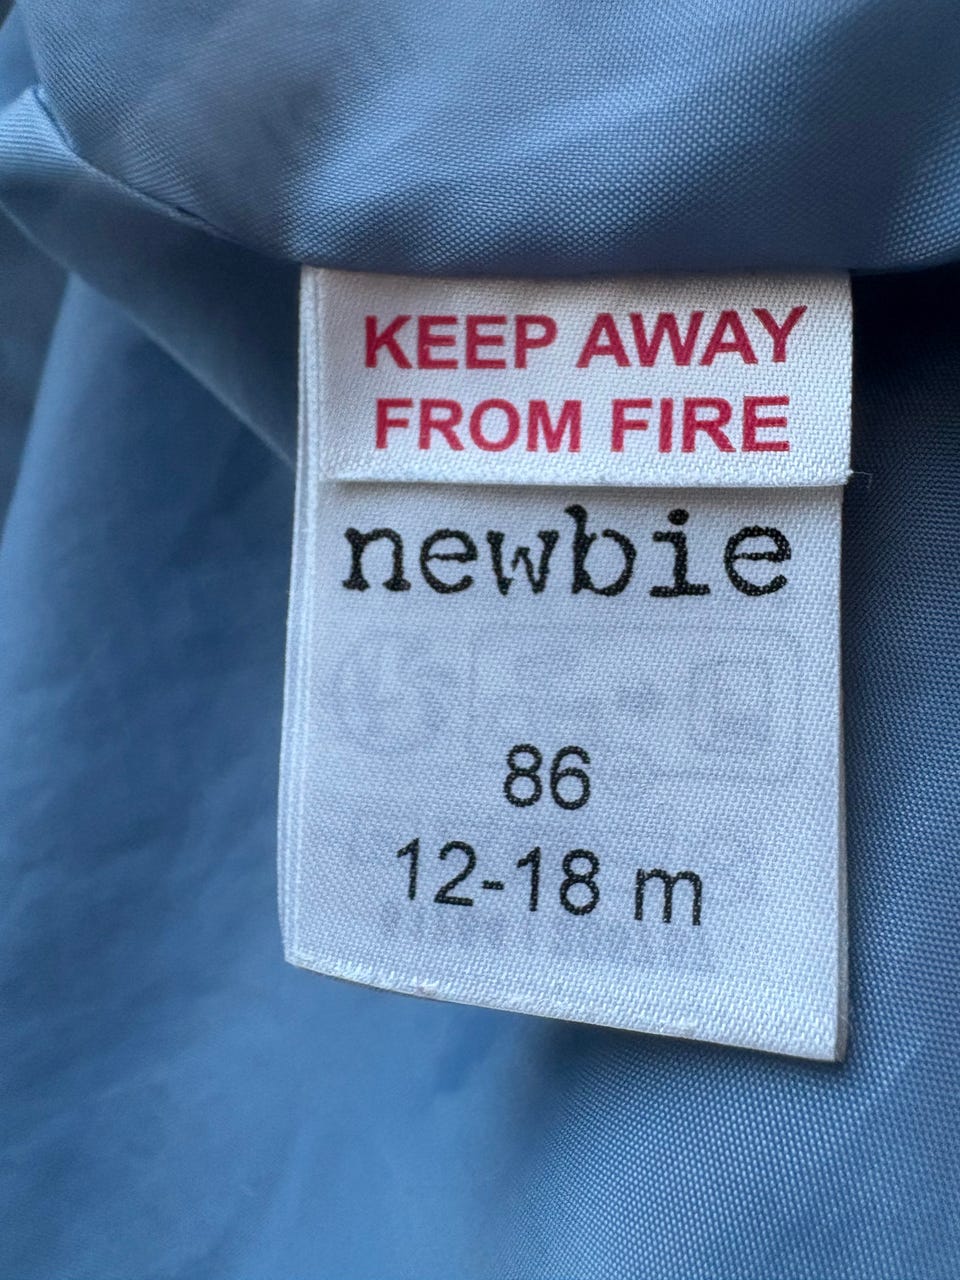 KEEP AWAY
FROM FIRE
newbie
86
12-18 m